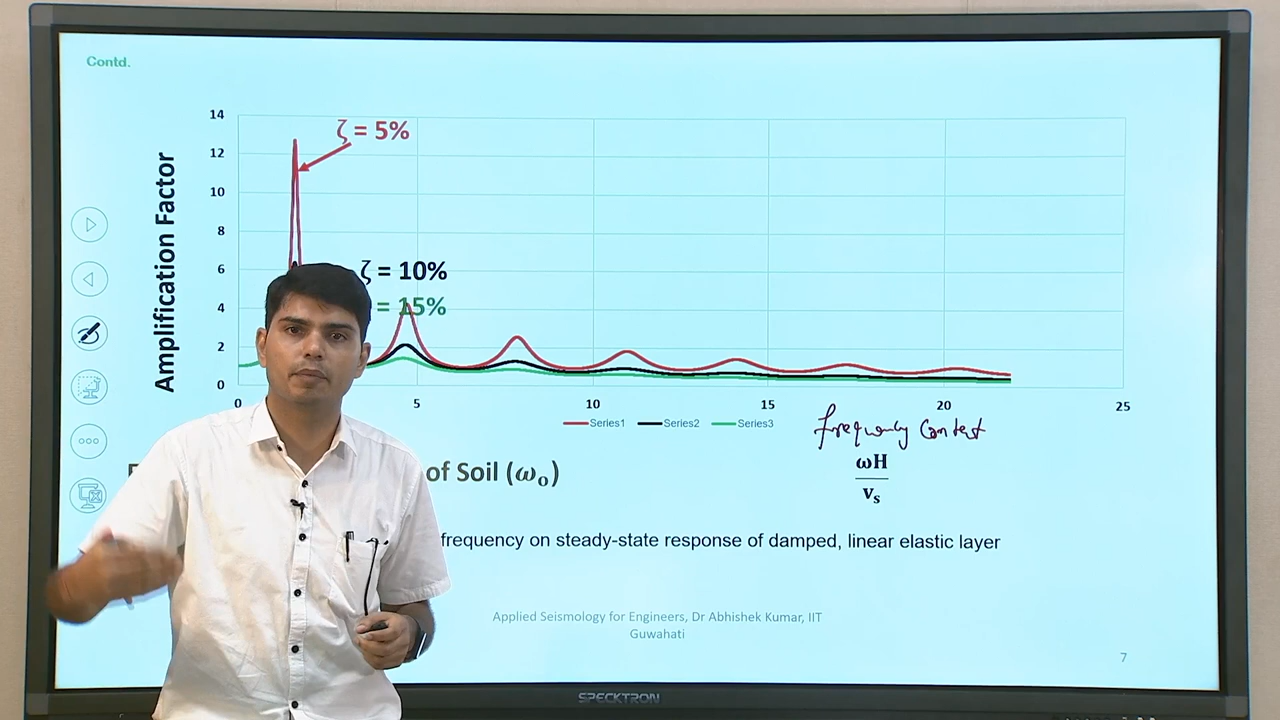 Contd.
14
12
10
8
6
4
2
0
Amplification Factor
ζ = 5%
ζ = 10%
= 15%
0
5
10
15
20
25
Series1
Series2
Series3
frequency
ωH
vs
of Soil (ωo)
frequency on steady-state response of damped, linear elastic layer
Applied Seismology for Engineers, Dr Abhishek Kumar, IIT
Guwahati
7
SPECKTRON